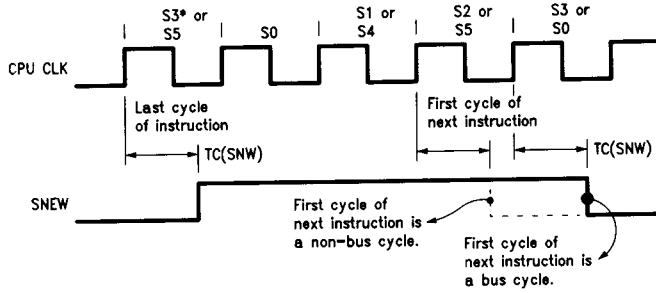 S3* or
S5
S0
S1 or
S4
S2 or
S5
S3 or
S0
CPU CLK
Last cycle
of instruction
First cycle of
next instruction
TC(SNW)
TC(SNW)
SNEW
First cycle of
next instruction is
a non-bus cycle.
First cycle of
next instruction is
a bus cycle.